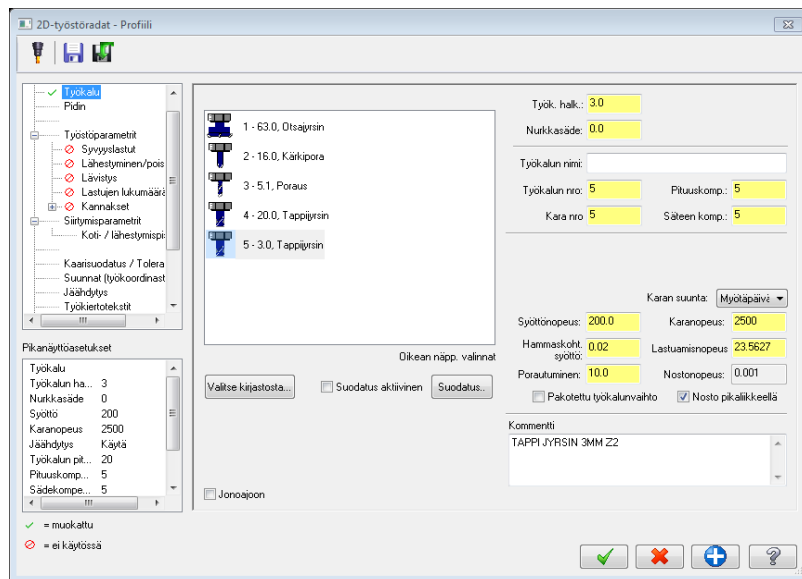 2D-työstöradat - Profiili
Työkalu
Pidin
Työstöparametrit
Syvyyslastut
Lähestyminen/pois
Lävistys
Lastujen lukumäärä
Kannakset
Siirtymisparametrit
Koti- / lähestymispi
Kaarisuodatus / Tolera
Suunnat (työkoordinast
Jäähdytys
Työkiertotekstit
Pikanäyttöasetukset
Työkalu
Työkalun ha... 3
Nurkkasäde 0
Syöttö 200
Karanopeus 2500
Jäähdytys Käytä
Työkalun pit... 20
Pituuskomp... 5
Sädekompe... 5
= muokattu
= ei käytössä
1 - 63.0, Otsajyrsin
2 - 16.0, Kärkipora
3 - 5.1, Poraus
4 - 20.0, Tappijyrsin
5 - 3.0, Tappijyrsin
Oikean näpp. valinnat
Valitse kirjastosta...
Suodatus aktiivinen
Suodatus..
Jonoajoon
Työk. halk.: 3.0
Nurkkasäde: 0.0
Työkalun nimi:
Työkalun nro: 5
Pituuskomp.: 5
Kara nro 5
Säteen komp.: 5
Karan suunta: Myötäpäivä
Syöttönopeus: 200.0
Karanopeus: 2500
Hammaskoht. syöttö: 0.02
Lastuamisnopeus 23.5627
Porautuminen: 10.0
Nostonopeus: 0.001
Pakotettu työkalunvaihto
Nosto pikaliikkeellä
Kommentti
TAPPIJYRSIN 3MM Z2